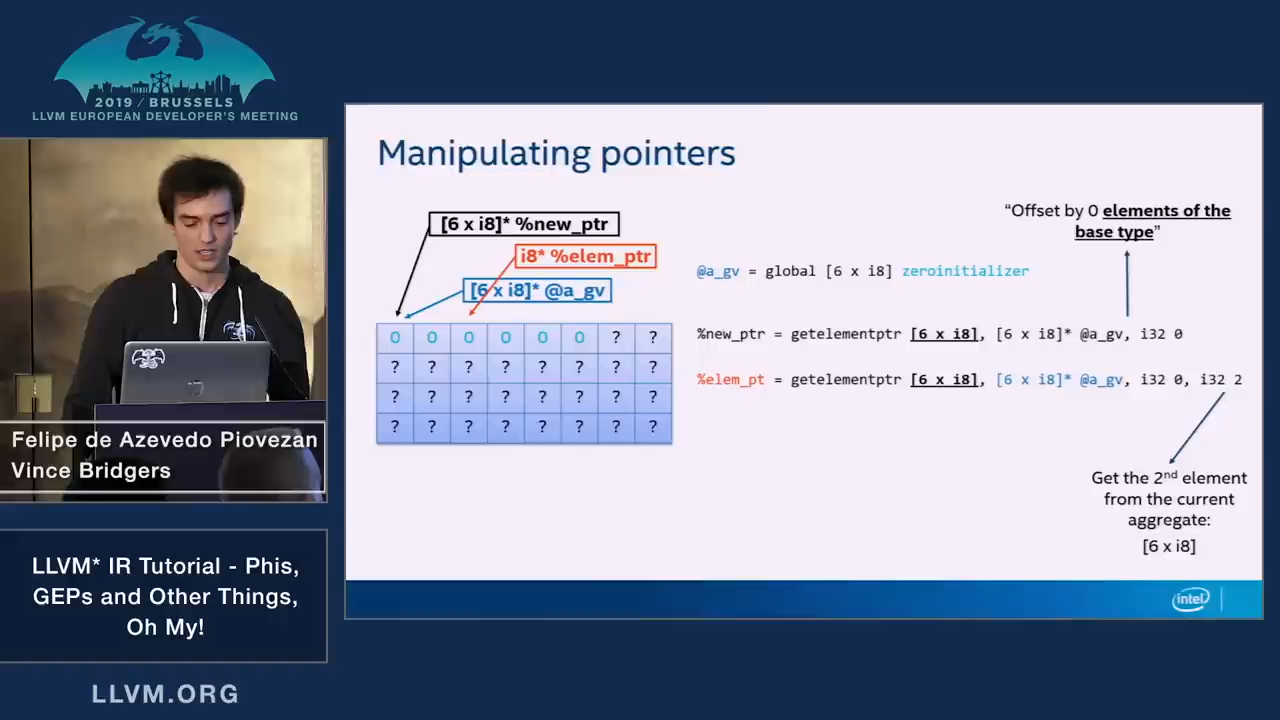 2019 / BRUSSELS
LLVM EUROPEAN DEVELOPER'S MEETING
Felipe de Azevedo Piovezan
Vince Bridgers
LLVM* IR Tutorial - Phis,
GEPs and Other Things,
Oh My!
LLVM.ORG
Manipulating pointers
[6 x i8]* %new_ptr
i8* %elem_ptr
[6 x i8]* @a_gv
0 0 0 0 0 0 ? ?
? ? ? ? ? ? ? ?
? ? ? ? ? ? ? ?
? ? ? ? ? ? ? ?
“Offset by 0 elements of the
base type”
@a_gv = global [6 x i8] zeroinitializer
%new_ptr = getelementptr [6 x i8], [6 x i8]* @a_gv, i32 0
%elem_pt = getelementptr [6 x i8], [6 x i8]* @a_gv, i32 0, i32 2
Get the 2nd element
from the current
aggregate:
[6 x i8]
intel